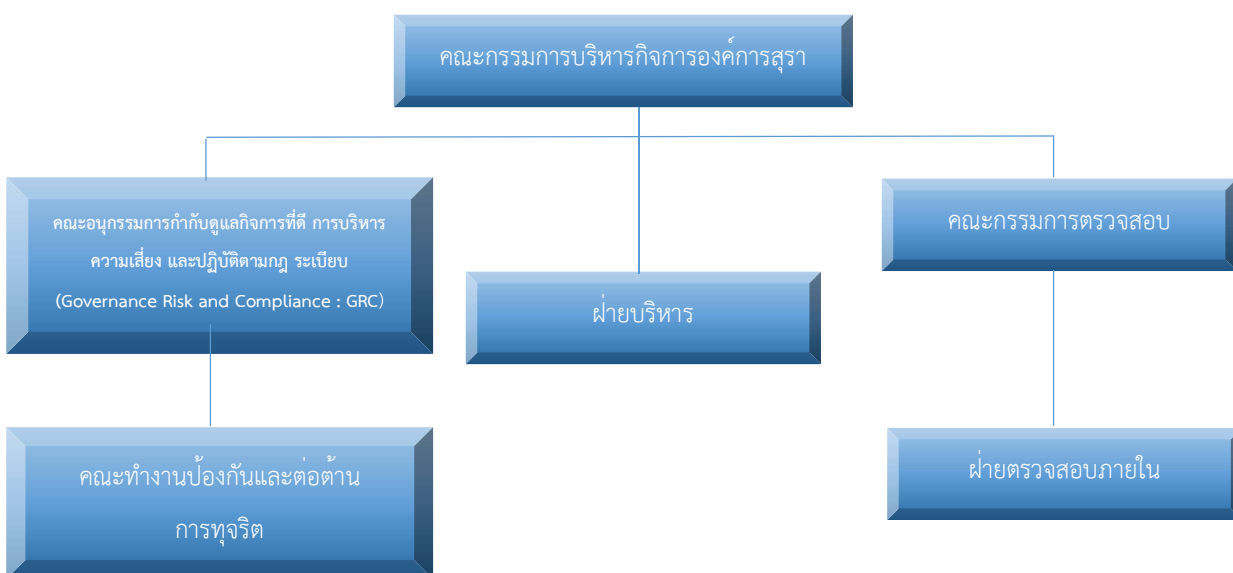 คณะกรรมการบริหารกิจการองค์การสุรา
คณะอนุกรรมการกำกับดูแลกิจการที่ดี การบริหาร
ความเสี่ยง และปฏิบัติตามกฎ ระเบียบ
(Governance Risk and Compliance : GRC)
ฝ่ายบริหาร
คณะกรรมการตรวจสอบ
คณะทำงานป้องกันและต่อต้าน
การทุจริต
ฝ่ายตรวจสอบภายใน